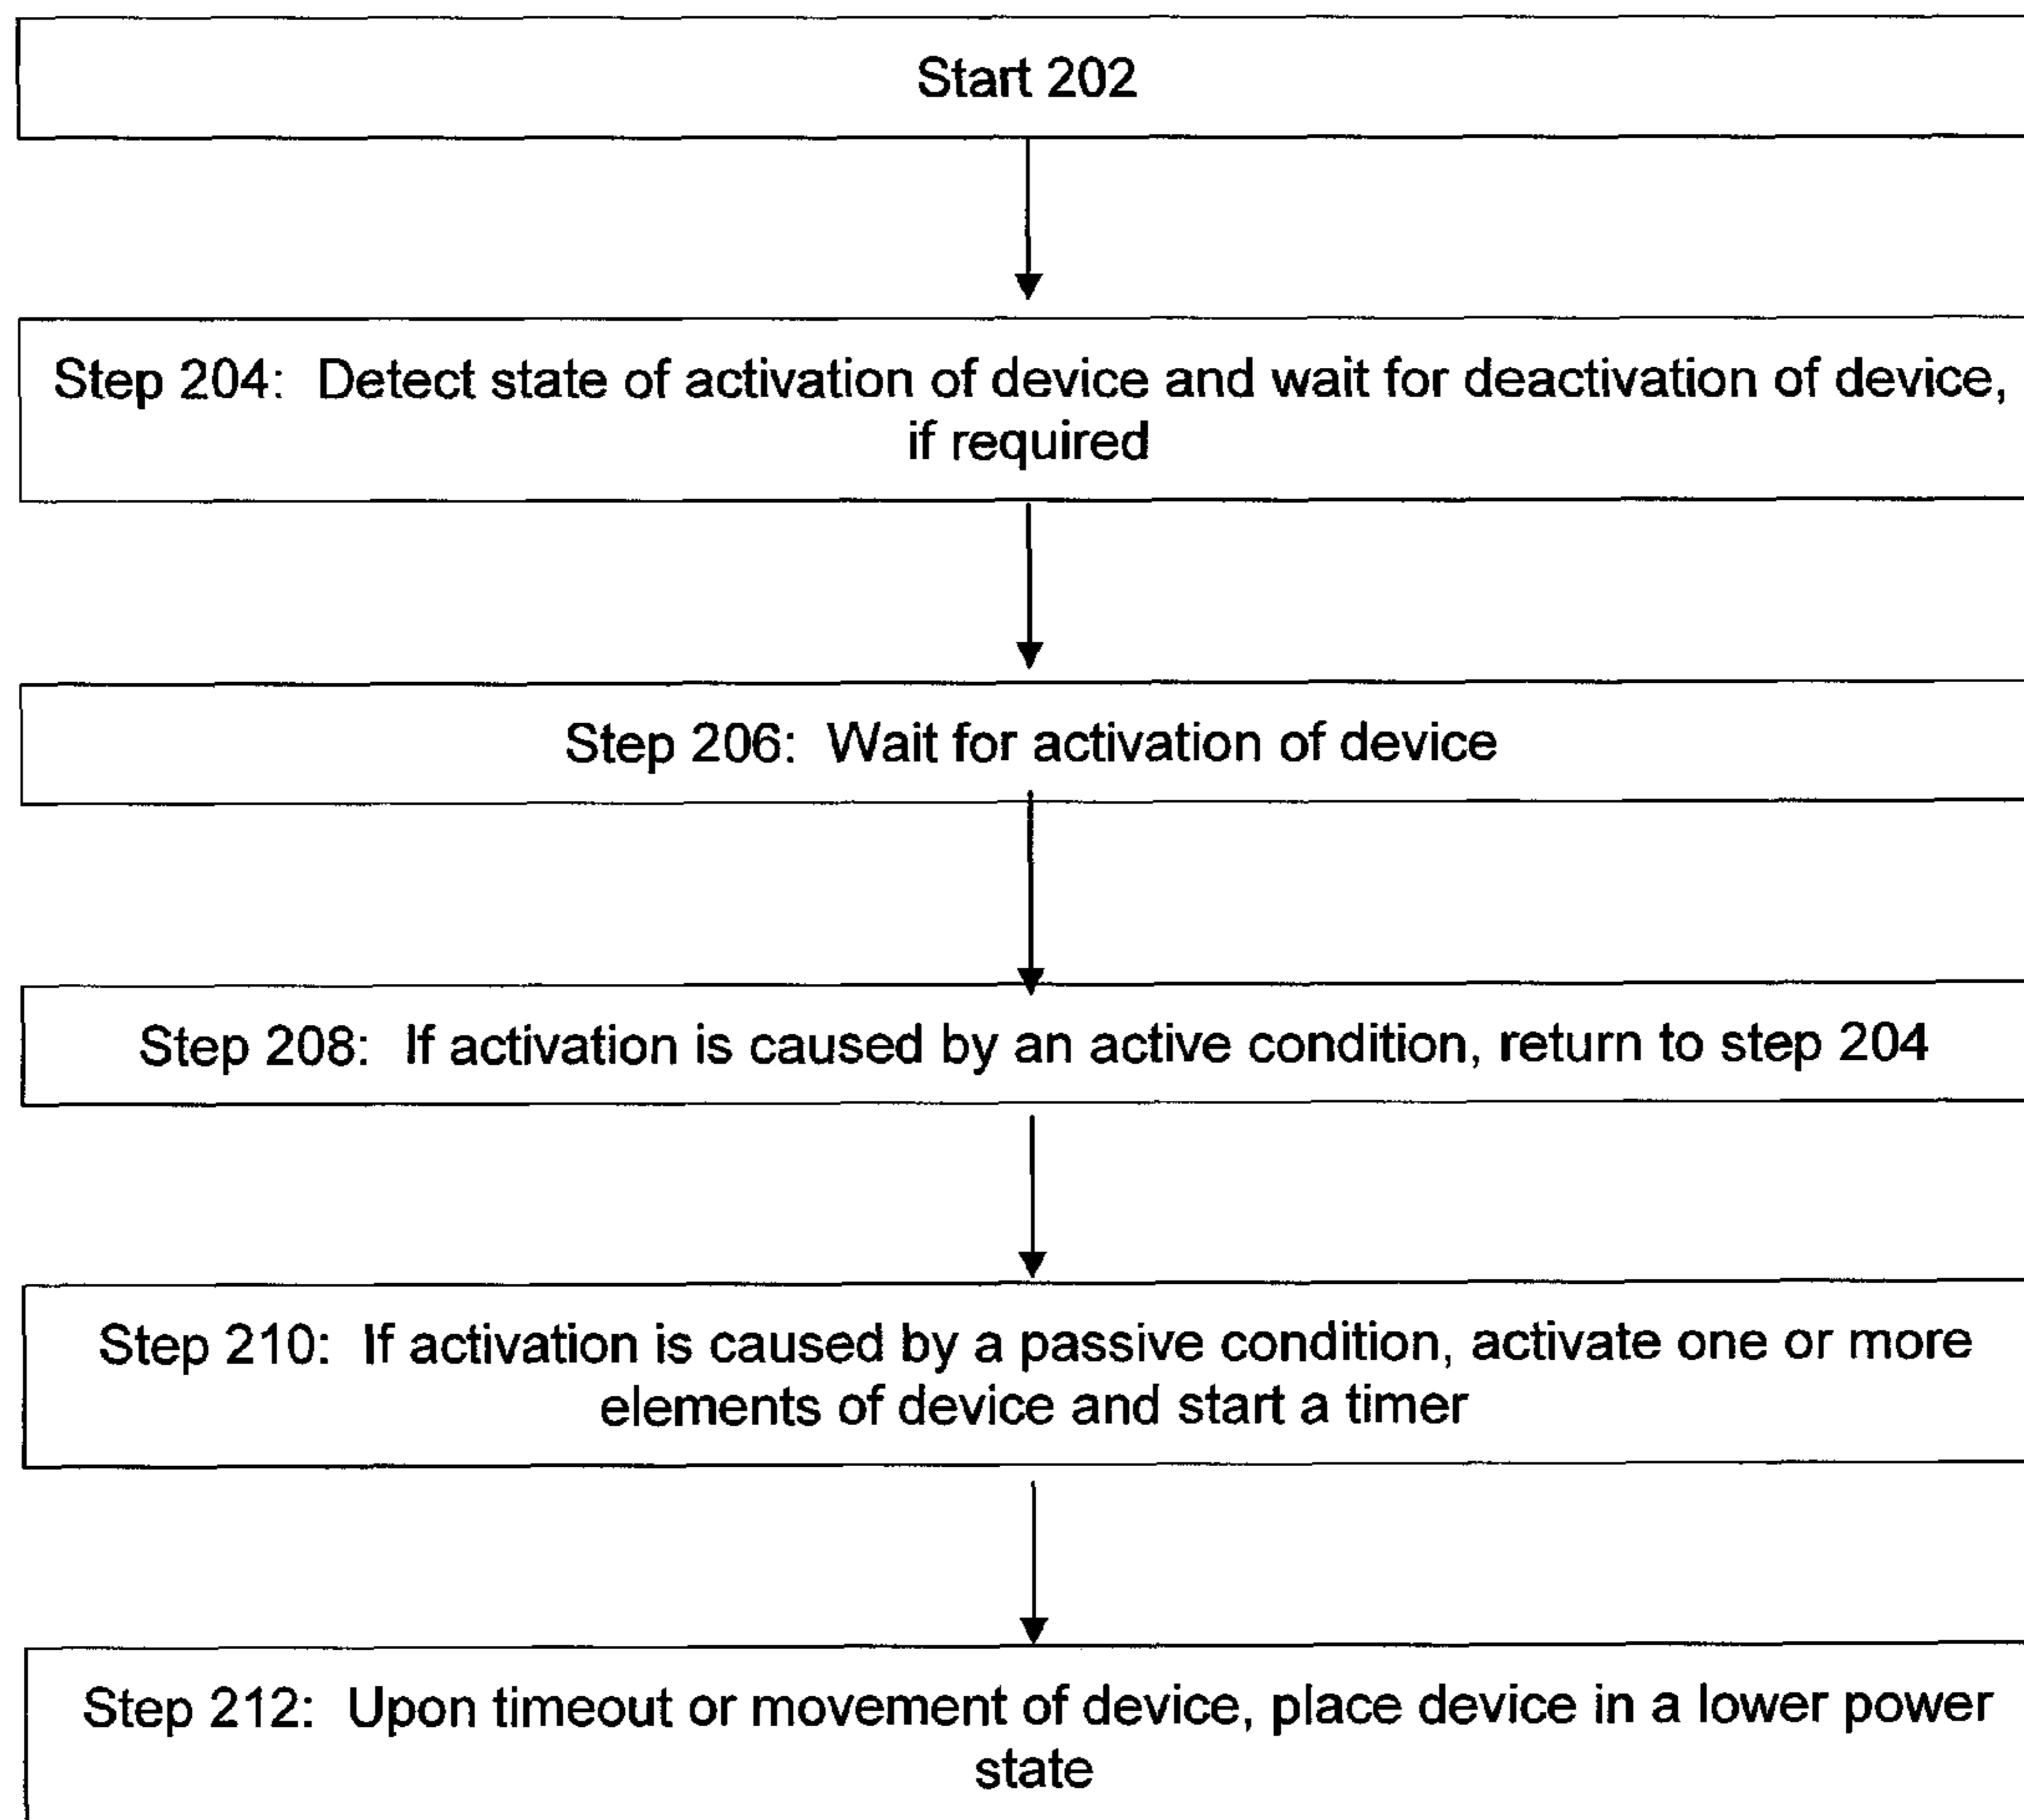 Start 202
Step 204: Detect state of activation of device and wait for deactivation of device,
if required
Step 206: Wait for activation of device
Step 208: If activation is caused by an active condition, return to step 204
Step 210: If activation is caused by a passive condition, activate one or more
elements of device and start a timer
Step 212: Upon timeout or movement of device, place device in a lower power
state